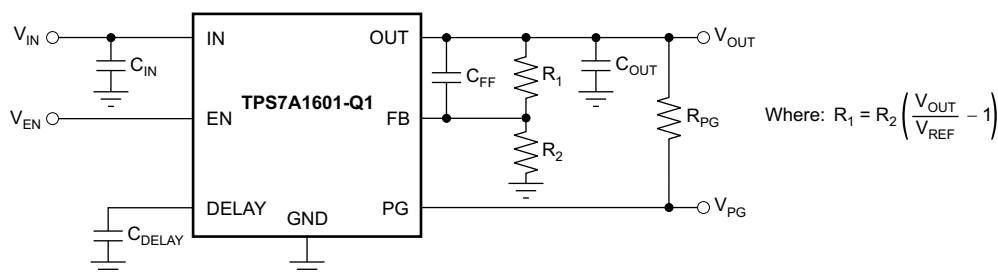 V_IN
IN
OUT
V_OUT
C_IN
C_FF
R_1
C_OUT
TPS7A1601-Q1
R_PG
Where: R_1 = R_2 (V_OUT / V_REF − 1)
V_EN
EN
FB
R_2
DELAY
GND
PG
V_PG
C_DELAY